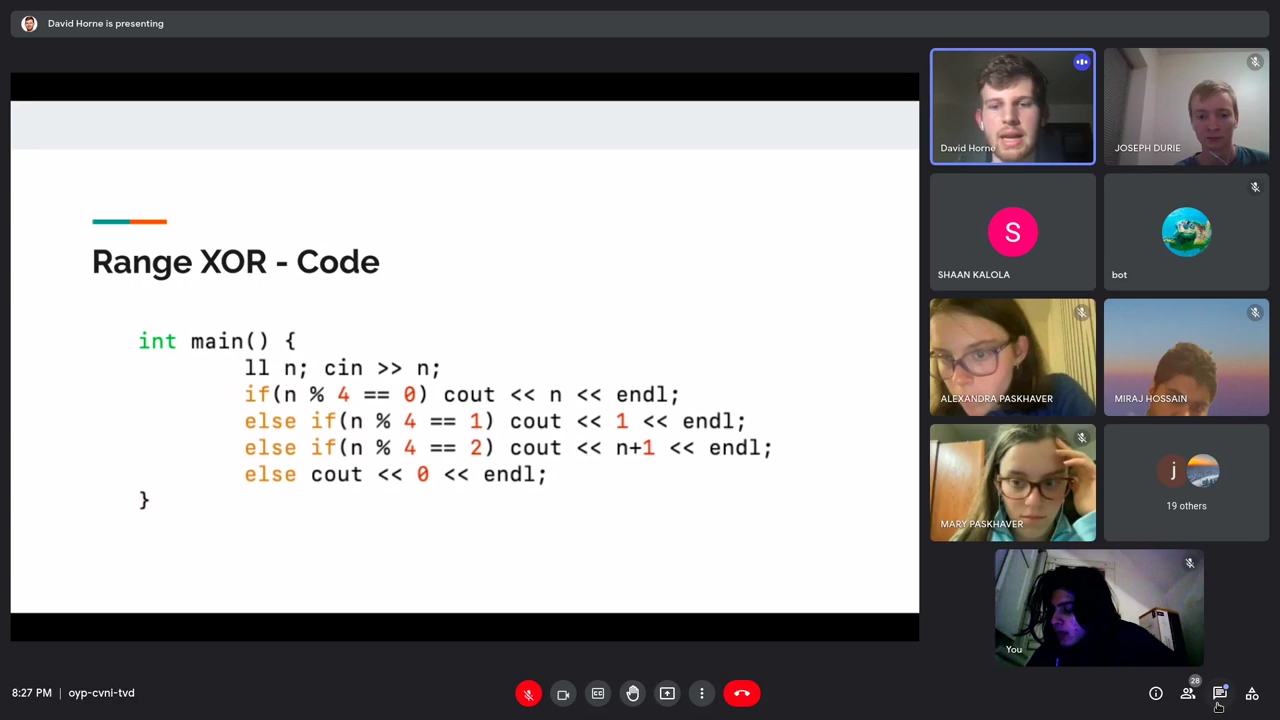 David Horne is presenting
Range XOR - Code
int main() {
ll n; cin >> n;
if(n % 4 == 0) cout << n << endl;
else if(n % 4 == 1) cout << 1 << endl;
else if(n % 4 == 2) cout << n+1 << endl;
else cout << 0 << endl;
}
David Horne
JOSEPH DURIE
S
SHAAN KALOLA
bot
ALEXANDRA PASKHAVER
MIRAJ HOSSAIN
MARY PASKHAVER
j
19 others
You
8:27 PM | oyp-cvni-tvd
28